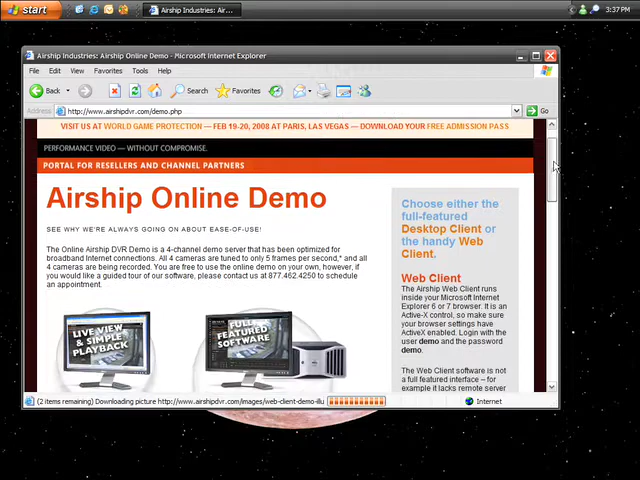 start
Airship Industries: Air...
3:37 PM
Airship Industries: Airship Online Demo - Microsoft Internet Explorer
File Edit View Favorites Tools Help
Back Search Favorites
Address http://www.airshipdvr.com/demo.php Go
VISIT US AT WORLD GAME PROTECTION — FEB 19-20, 2008 AT PARIS, LAS VEGAS — DOWNLOAD YOUR FREE ADMISSION PASS
PERFORMANCE VIDEO — WITHOUT COMPROMISE.
PORTAL FOR RESELLERS AND CHANNEL PARTNERS
Airship Online Demo
SEE WHY WE'RE ALWAYS GOING ON ABOUT EASE-OF-USE!
The Online Airship DVR Demo is a 4-channel demo server that has been optimized for
broadband Internet connections. All 4 cameras are tuned to only 5 frames per second,* and all
4 cameras are being recorded. You are free to use the online demo on your own, however, if
you would like a guided tour of our software, please contact us at 877.462.4250 to schedule
an appointment.
LIVE VIEW
& SIMPLE
PLAYBACK
FULL
FEATURED
SOFTWARE
Choose either the
full-featured
Desktop Client or
the handy Web
Client.
Web Client
The Airship Web Client runs
inside your Microsoft Internet
Explorer 6 or 7 browser. It is an
Active-X control, so make sure
your browser settings have
ActiveX enabled. Login with the
user demo and the password
demo.
The Web Client software is not
a full featured interface – for
example it lacks remote server
(2 items remaining) Downloading picture http://www.airshipdvr.com/images/web-client-demo-illu
Internet